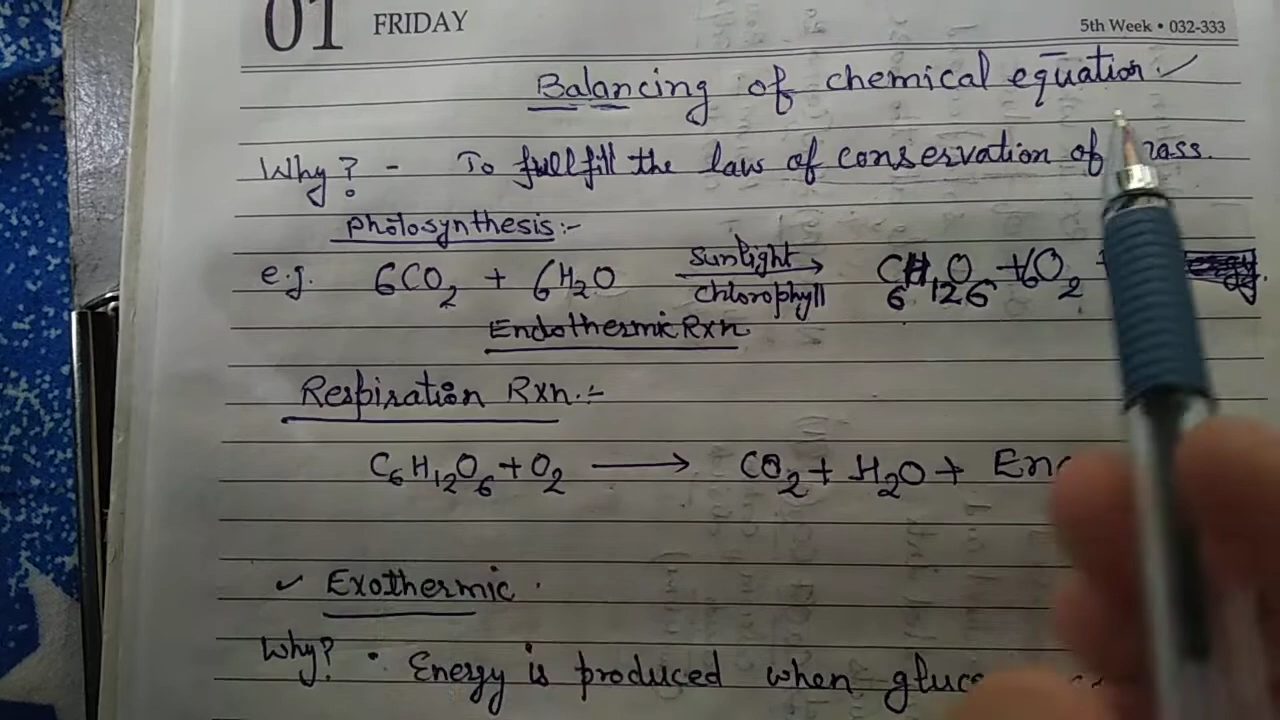 01 FRIDAY 5th Week • 032-333
Balancing of chemical equation ✓
Why? - To fullfill the law of conservation of
Photosynthesis:-
e.g. 6CO₂ + 6H₂O Sunlight → Chlorophyll C₆H₁₂O₆ + 6O₂ +
Endothermic Rxn
Respiration Rxn.:-
C₆H₁₂O₆ + O₂ → CO₂ + H₂O +
✓ Exothermic.
Why? • Energy is produced when